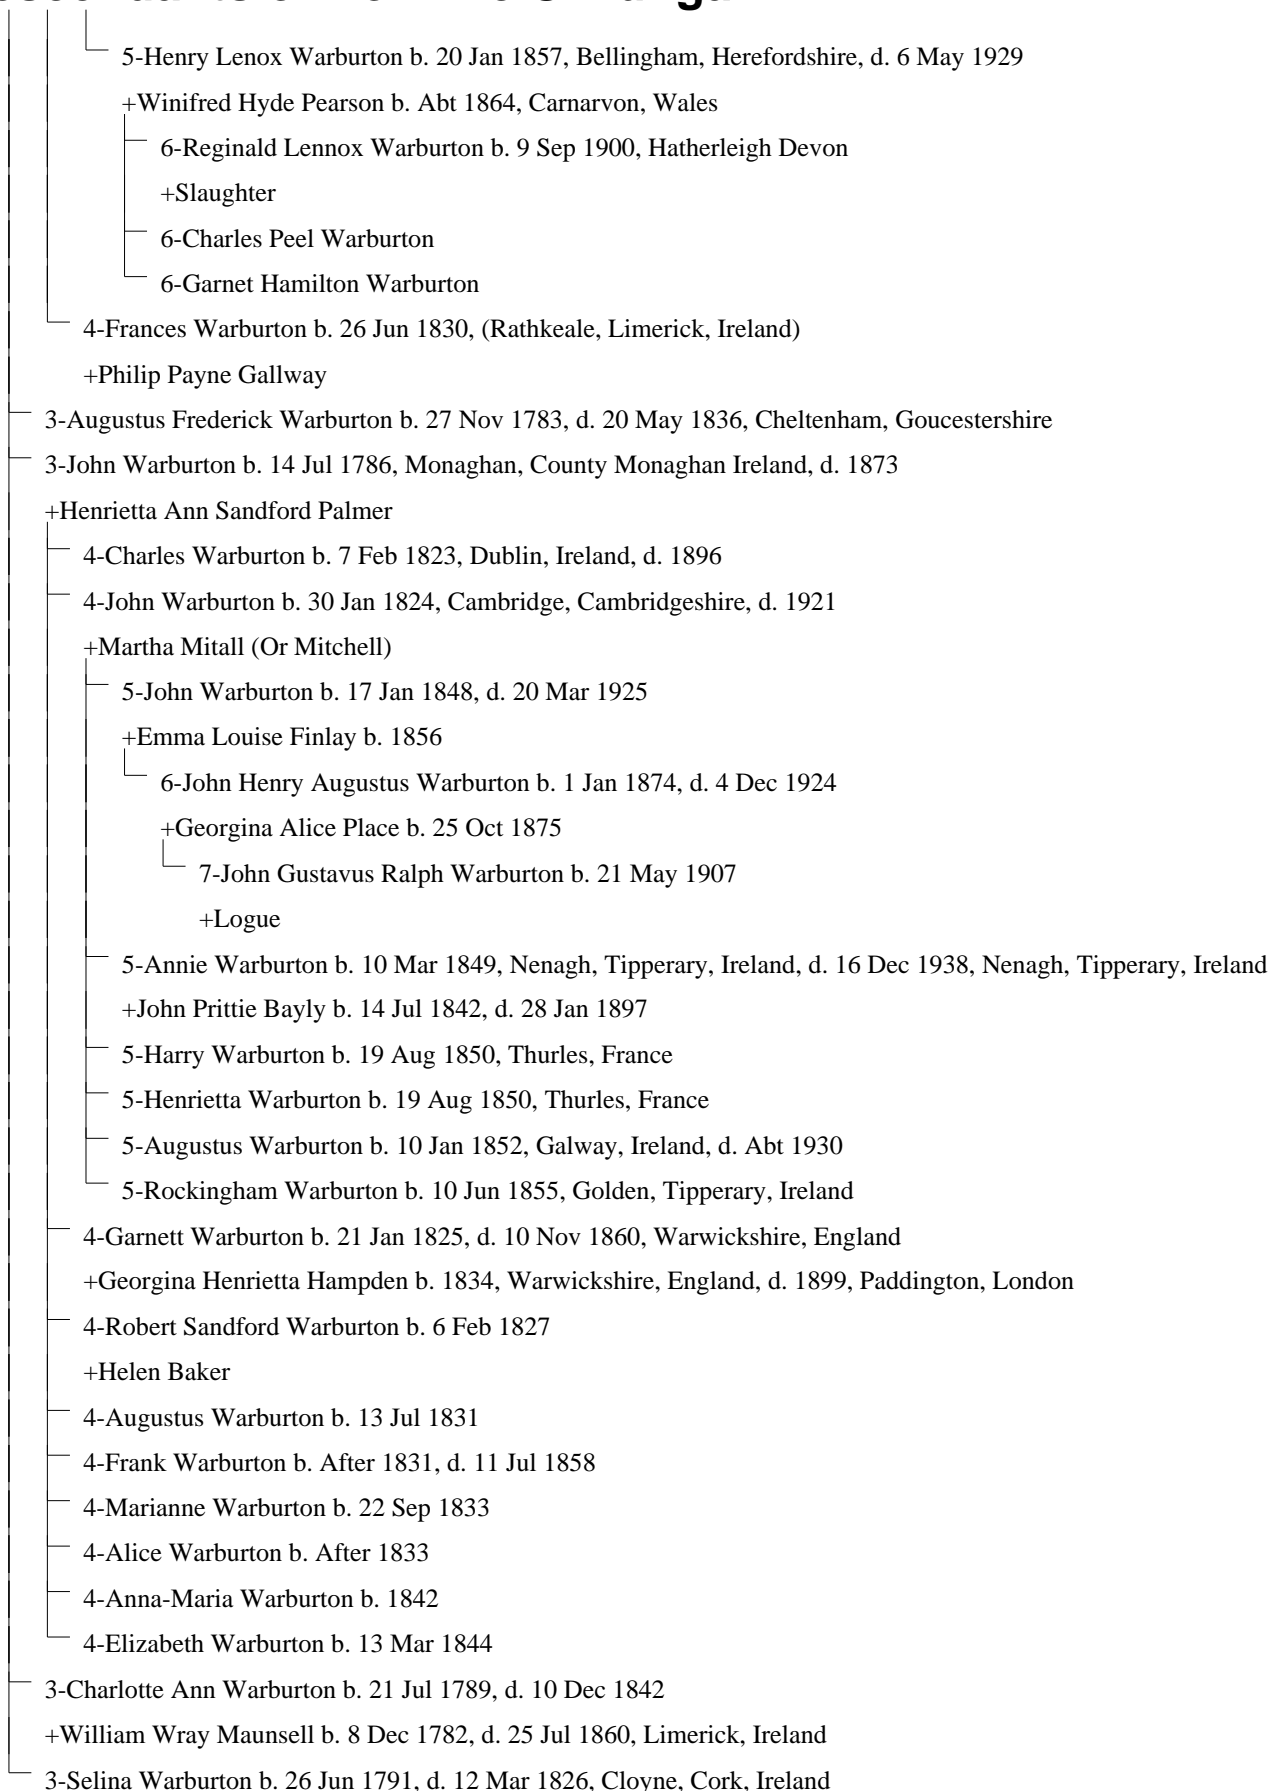 5-Henry Lenox Warburton b. 20 Jan 1857, Bellingham, Herefordshire, d. 6 May 1929
+Winifred Hyde Pearson b. Abt 1864, Carnarvon, Wales
6-Reginald Lennox Warburton b. 9 Sep 1900, Hatherleigh Devon
+Slaughter
6-Charles Peel Warburton
6-Garnet Hamilton Warburton
4-Frances Warburton b. 26 Jun 1830, (Rathkeale, Limerick, Ireland)
+Philip Payne Gallway
3-Augustus Frederick Warburton b. 27 Nov 1783, d. 20 May 1836, Cheltenham, Goucestershire
3-John Warburton b. 14 Jul 1786, Monaghan, County Monaghan Ireland, d. 1873
+Henrietta Ann Sandford Palmer
4-Charles Warburton b. 7 Feb 1823, Dublin, Ireland, d. 1896
4-John Warburton b. 30 Jan 1824, Cambridge, Cambridgeshire, d. 1921
+Martha Mitall (Or Mitchell)
5-John Warburton b. 17 Jan 1848, d. 20 Mar 1925
+Emma Louise Finlay b. 1856
6-John Henry Augustus Warburton b. 1 Jan 1874, d. 4 Dec 1924
+Georgina Alice Place b. 25 Oct 1875
7-John Gustavus Ralph Warburton b. 21 May 1907
+Logue
5-Annie Warburton b. 10 Mar 1849, Nenagh, Tipperary, Ireland, d. 16 Dec 1938, Nenagh, Tipperary, Ireland
+John Prittie Bayly b. 14 Jul 1842, d. 28 Jan 1897
5-Harry Warburton b. 19 Aug 1850, Thurles, France
5-Henrietta Warburton b. 19 Aug 1850, Thurles, France
5-Augustus Warburton b. 10 Jan 1852, Galway, Ireland, d. Abt 1930
5-Rockingham Warburton b. 10 Jun 1855, Golden, Tipperary, Ireland
4-Garnett Warburton b. 21 Jan 1825, d. 10 Nov 1860, Warwickshire, England
+Georgina Henrietta Hampden b. 1834, Warwickshire, England, d. 1899, Paddington, London
4-Robert Sandford Warburton b. 6 Feb 1827
+Helen Baker
4-Augustus Warburton b. 13 Jul 1831
4-Frank Warburton b. After 1831, d. 11 Jul 1858
4-Marianne Warburton b. 22 Sep 1833
4-Alice Warburton b. After 1833
4-Anna-Maria Warburton b. 1842
4-Elizabeth Warburton b. 13 Mar 1844
3-Charlotte Ann Warburton b. 21 Jul 1789, d. 10 Dec 1842
+William Wray Maunsell b. 8 Dec 1782, d. 25 Jul 1860, Limerick, Ireland
3-Selina Warburton b. 26 Jun 1791, d. 12 Mar 1826, Cloyne, Cork, Ireland